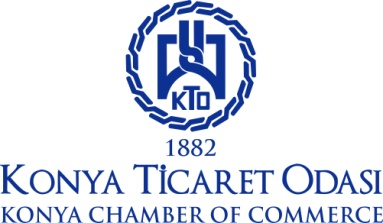 KTO
1882
KONYA TİCARET ODASI
KONYA CHAMBER OF COMMERCE